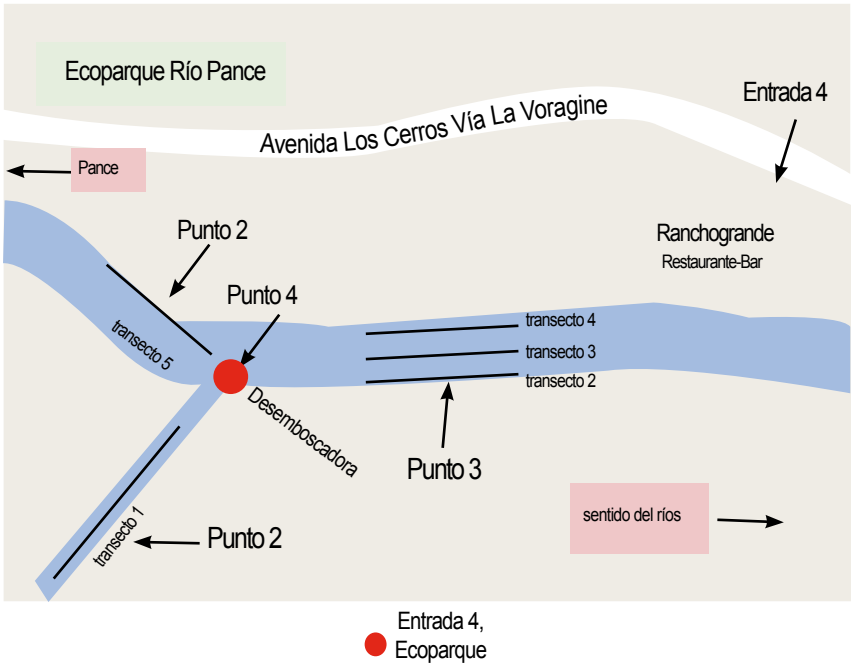 Ecoparque Río Pance
Entrada 4
Avenida Los Cerros Vía La Voragine
Pance
Punto 2
Ranchogrande
Restaurante-Bar
Punto 4
transecto 5
transecto 4
transecto 3
transecto 2
Desemboscadora
Punto 3
transecto 1
Punto 2
sentido del ríos
Entrada 4,
Ecoparque